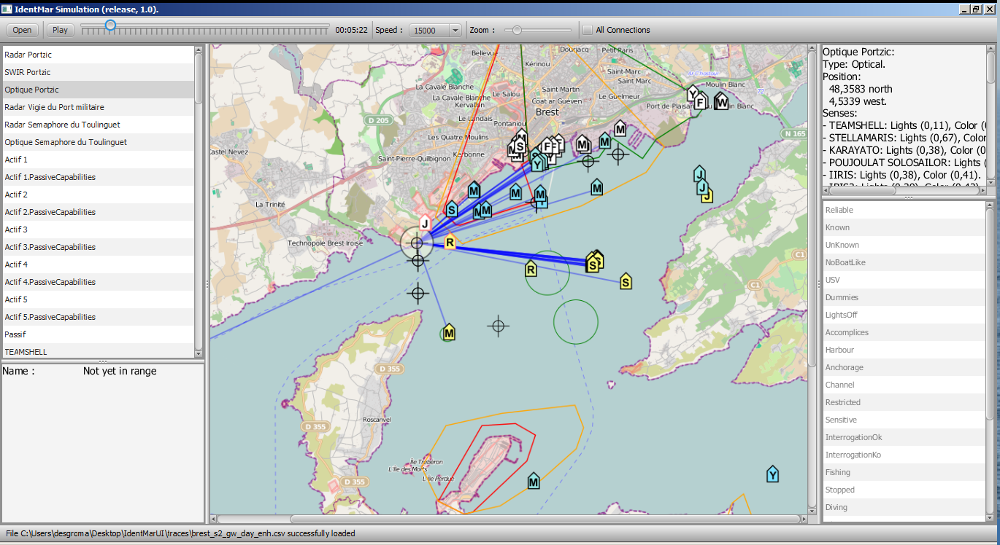 IdentMar Simulation (release, 1.0).
Open Play 00:05:22 Speed : 15000 Zoom : All Connections
Radar Portzic
SWIR Portzic
Optique Portzic
Radar Vigie du Port militaire
Radar Semaphore du Toulinguet
Optique Semaphore du Toulinguet
Actif 1
Actif 1.PassiveCapabilities
Actif 2
Actif 2.PassiveCapabilities
Actif 3
Actif 3.PassiveCapabilities
Actif 4
Actif 4.PassiveCapabilities
Actif 5
Actif 5.PassiveCapabilities
Passif
TEAMSHELL
Name : Not yet in range
Bellevue
Dourjacq
Petit Paris
Kérinou
Saint-Marc
Saint Marc
Ar C'hastour
Moulin Blanc
72
La Cavale Blanche
La Cavale Blanche
Kervallon
Le Salou
Saint-Martin
Coat ar Guéven
Le Guelmeur
Port de Plaisan
in Blanc
Y
F
W
Brest
D 205
Le Landais
Pontaniou
Les Quatre Moulins
N 165
Castel Nevez
Saint-Pierre-Quilbignon
Kerbonne
M
M
S
F
M
M
Y
J
J
J
M
M
M
M
S
M
M
La Trinité
J
Technopole Brest-Iroise
R
R
S
S
C1
C1
M
D 355
Roscanvel
D 355
Île Trébéron
L'Île des Morts
L'Île Perdue
D 355
M
Y
Optique Portzic:
Type: Optical.
Position:
48,3583 north
4,5339 west.
Senses:
- TEAMSHELL: Lights (0,11), Color (
- STELLAMARIS: Lights (0,67), Color
- KARAYATO: Lights (0,38), Color (0
- POUJOULAT SOLOSAILOR: Lights (
- IIRIS: Lights (0,38), Color (0,41).
Reliable
Known
UnKnown
NoBoatLike
USV
Dummies
LightsOff
Accomplices
Harbour
Anchorage
Channel
Restricted
Sensitive
InterrogationOk
InterrogationKo
Fishing
Stopped
Diving
File C:\Users\desgroma\Desktop\IdentMarUI\traces\brest_s2_gw_day_enh.csv successfully loaded